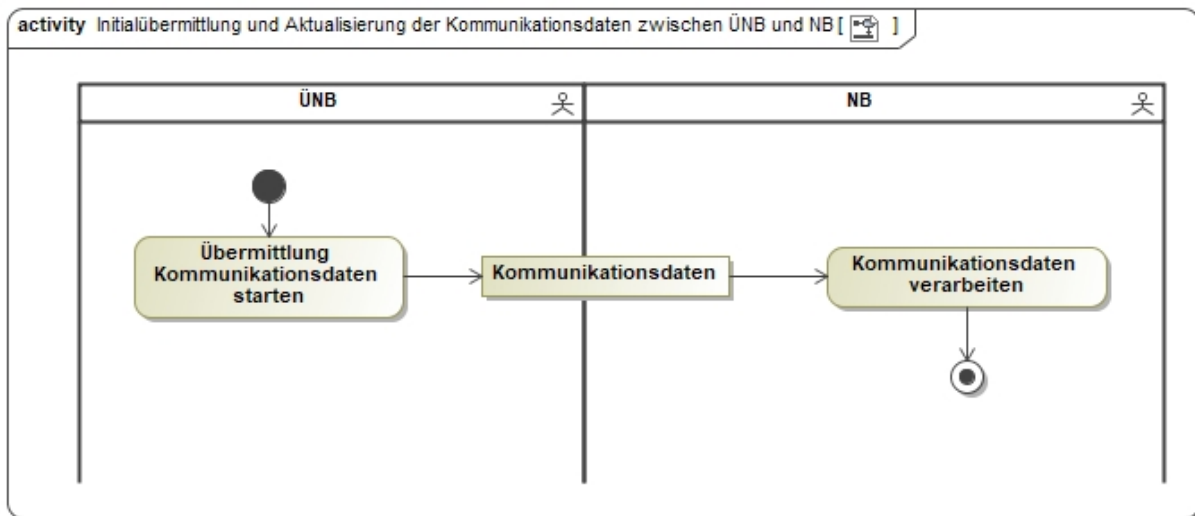 activity Initialübermittlung und Aktualisierung der Kommunikationsdaten zwischen ÜNB und NB [ ]
ÜNB
NB
Übermittlung
Kommunikationsdaten
starten
Kommunikationsdaten
Kommunikationsdaten
verarbeiten